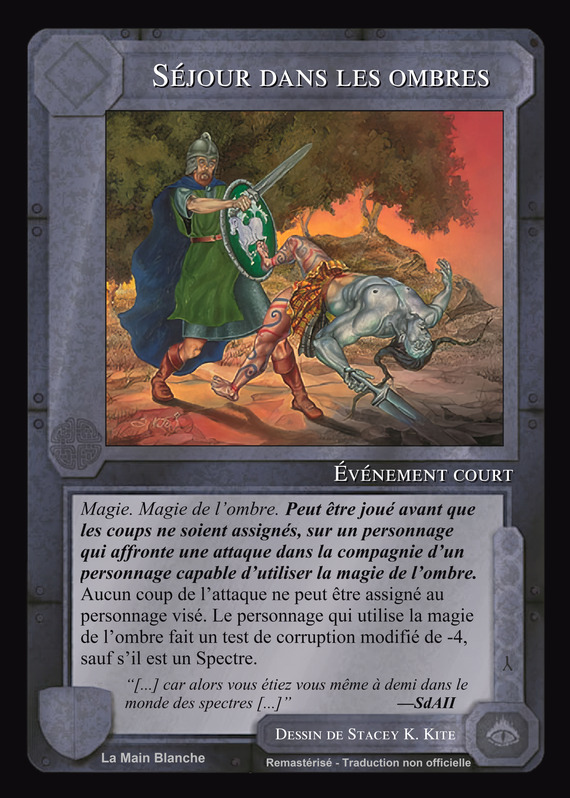 Séjour dans les ombres
Événement court
Magie. Magie de l'ombre. Peut être joué avant que
les coups ne soient assignés, sur un personnage
qui affronte une attaque dans la compagnie d'un
personnage capable d'utiliser la magie de l'ombre.
Aucun coup de l'attaque ne peut être assigné au
personnage visé. Le personnage qui utilise la magie
de l'ombre fait un test de corruption modifié de -4,
sauf s'il est un Spectre.
“[...] car alors vous étiez vous même à demi dans le
monde des spectres [...]” —SdAII
Dessin de Stacey K. Kite
La Main Blanche
Remastérisé - Traduction non officielle